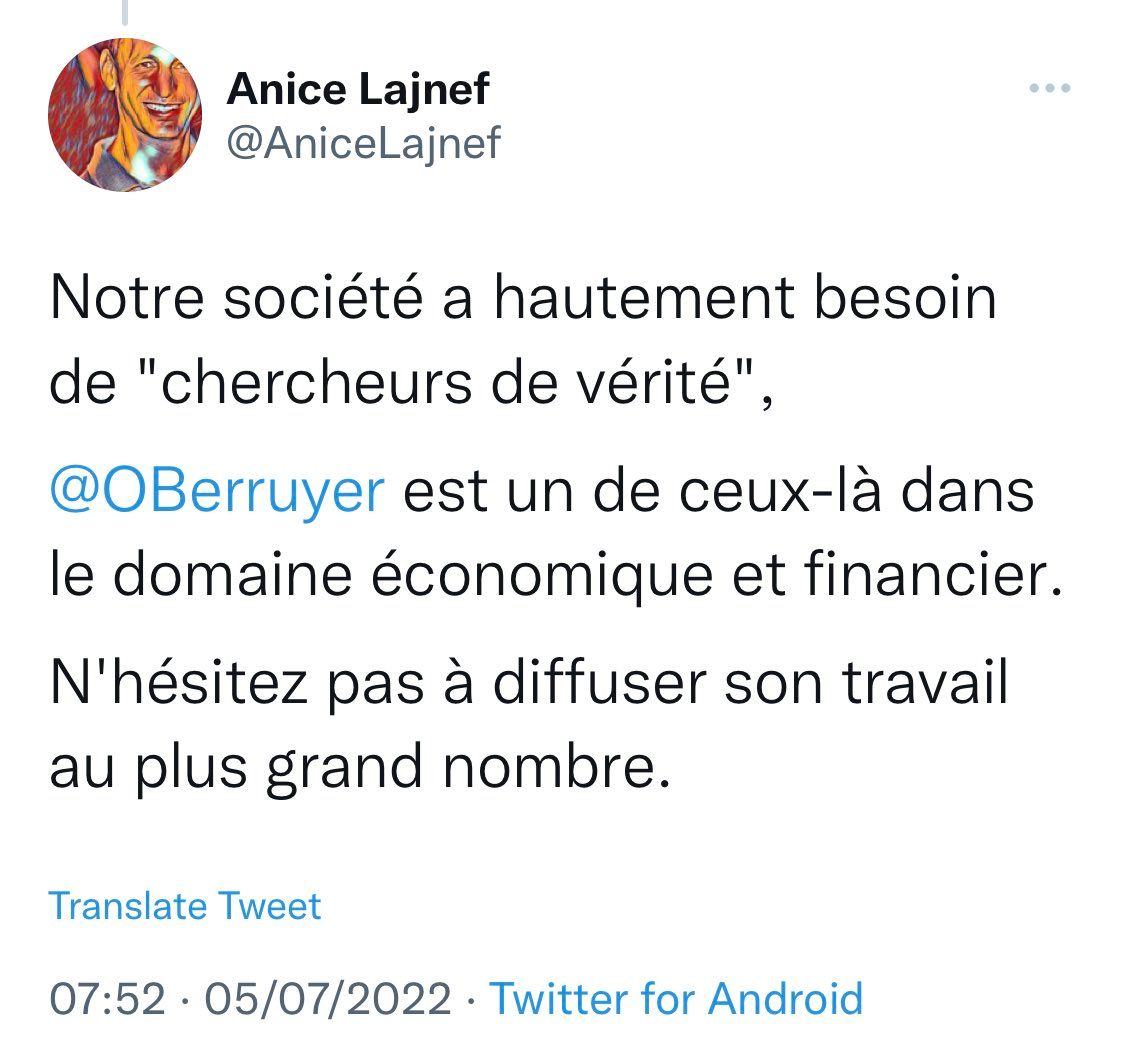 Anice Lajnef
@AniceLajnef
Notre société a hautement besoin
de "chercheurs de vérité",
@OBerruyer est un de ceux-là dans
le domaine économique et financier.
N'hésitez pas à diffuser son travail
au plus grand nombre.
Translate Tweet
07:52 · 05/07/2022 · Twitter for Android